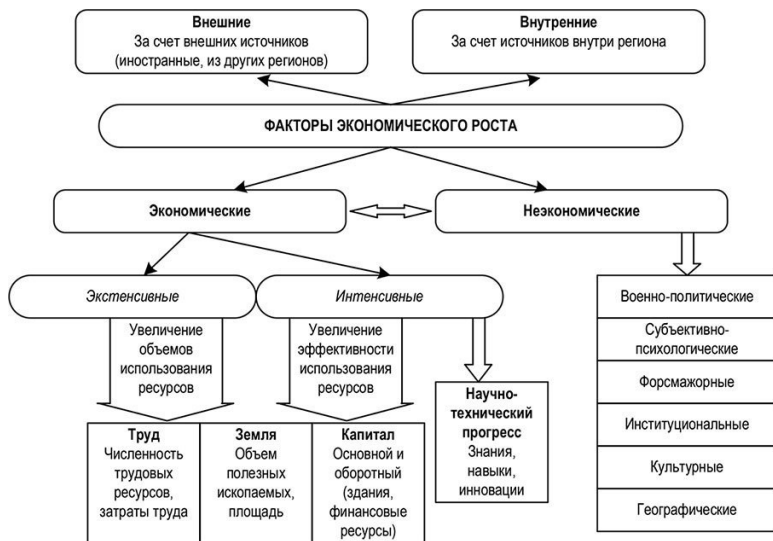 Внешние
За счет внешних источников
(иностранные, из других регионов)
Внутренние
За счет источников внутри региона
ФАКТОРЫ ЭКОНОМИЧЕСКОГО РОСТА
Экономические
Неэкономические
Экстенсивные
Интенсивные
Увеличение
объемов
использования
ресурсов
Увеличение
эффективности
использования
ресурсов
Труд
Численность
трудовых
ресурсов,
затраты труда
Земля
Объем
полезных
ископаемых,
площадь
Капитал
Основной и
оборотный
(здания,
финансовые
ресурсы)
Научно-
технический
прогресс
Знания,
навыки,
инновации
Военно-политические
Субъективно-
психологические
Форсмажорные
Институциональные
Культурные
Географические